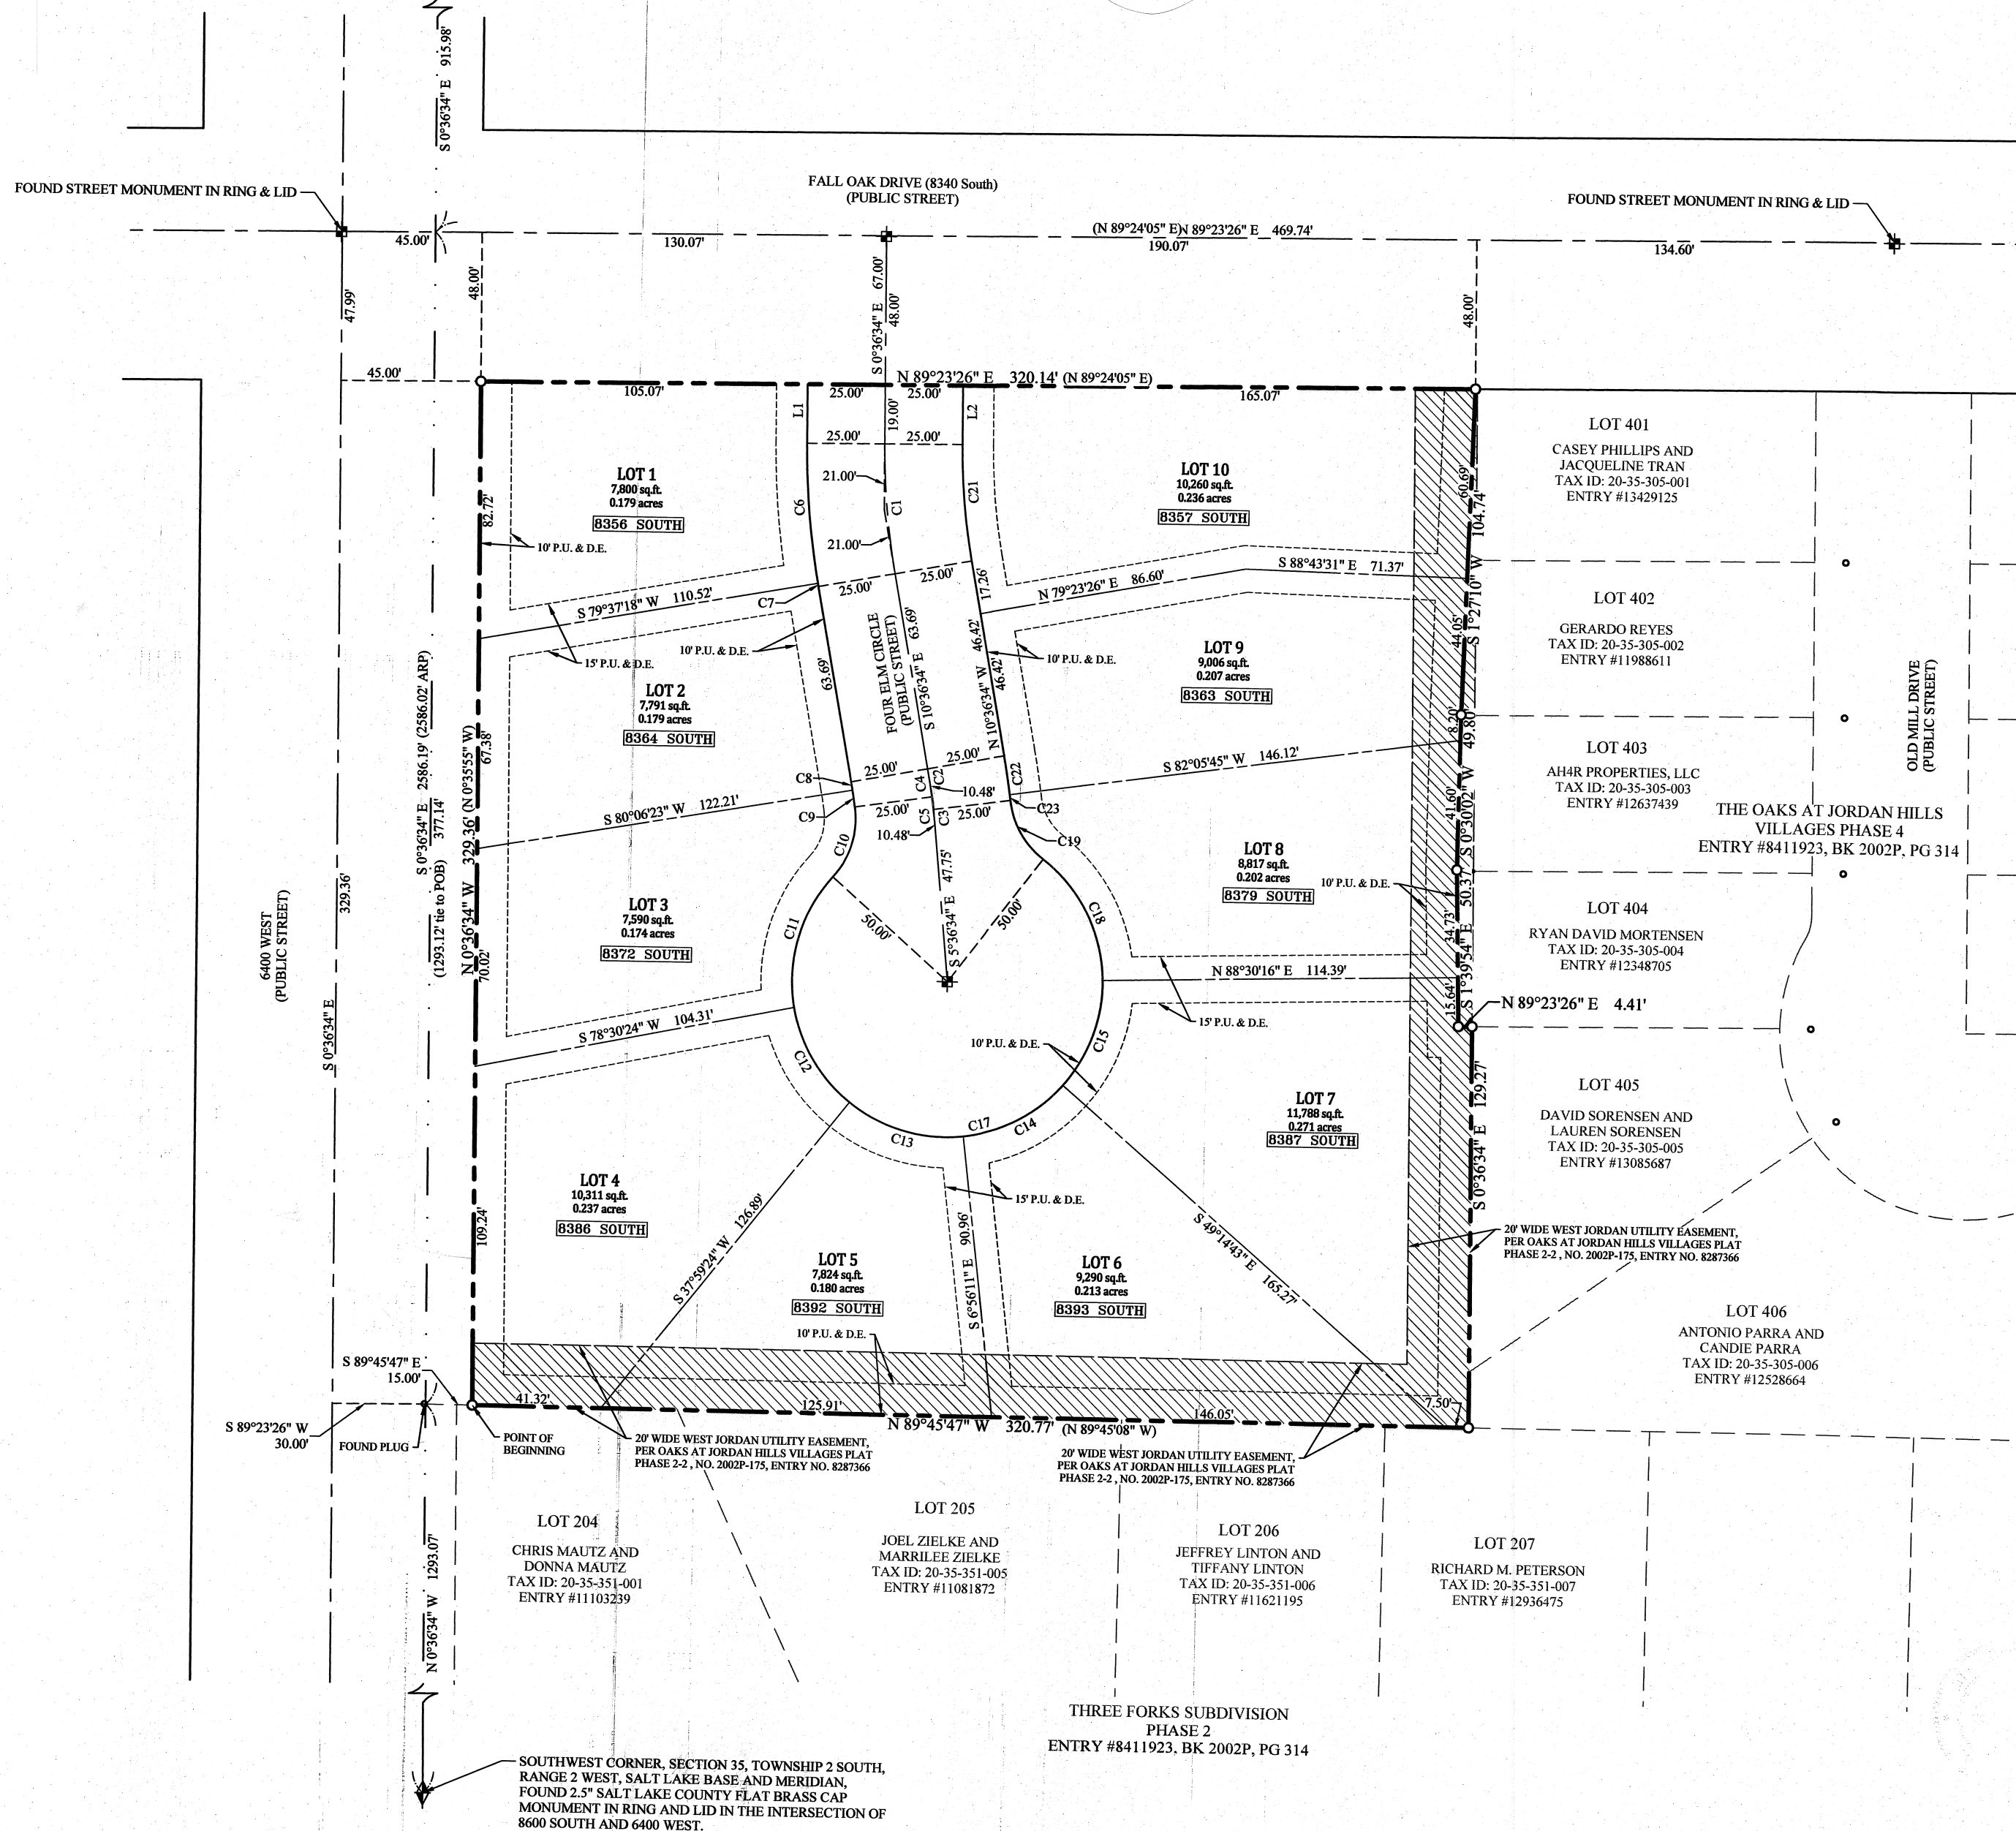 S 0°36'34" E 915.98'
FOUND STREET MONUMENT IN RING & LID
FALL OAK DRIVE (8340 South)
(PUBLIC STREET)
FOUND STREET MONUMENT IN RING & LID
45.00'
130.07'
(N 89°24'05" E)
N 89°23'26" E 469.74'
190.07'
134.60'
47.99'
48.00'
S 0°36'34" E 67.00'
48.00'
48.00'
45.00'
N 89°23'26" E 320.14' (N 89°24'05" E)
105.07'
25.00'
25.00'
165.07'
L1
19.00'
L2
25.00'
25.00'
LOT 1
7,800 sq.ft.
0.179 acres
8356 SOUTH
21.00'
C6
C1
C21
21.00'
LOT 10
10,260 sq.ft.
0.236 acres
8357 SOUTH
82.72'
10' P.U. & D.E.
60.69'
S 1°27'10" W 104.74'
LOT 401
CASEY PHILLIPS AND
JACQUELINE TRAN
TAX ID: 20-35-305-001
ENTRY #13429125
S 79°37'18" W 110.52'
C7
25.00'
25.00'
17.26'
N 79°23'26" E 86.60'
S 88°43'31" E 71.37'
15' P.U. & D.E.
10' P.U. & D.E.
63.69'
FOUR ELM CIRCLE
(PUBLIC STREET)
S 10°36'34" E 63.69'
N 10°36'34" W 46.42'
46.42'
10' P.U. & D.E.
LOT 9
9,006 sq.ft.
0.207 acres
8363 SOUTH
44.05'
LOT 402
GERARDO REYES
TAX ID: 20-35-305-002
ENTRY #11988611
LOT 2
7,791 sq.ft.
0.179 acres
8364 SOUTH
67.38'
OLD MILL DRIVE
(PUBLIC STREET)
C8
25.00'
25.00'
C4
C2
10.48'
C22
S 82°05'45" W 146.12'
8.20'
S 0°30'02" W 49.80'
41.60'
LOT 403
AH4R PROPERTIES, LLC
TAX ID: 20-35-305-003
ENTRY #12637439
THE OAKS AT JORDAN HILLS
VILLAGES PHASE 4
ENTRY #8411923, BK 2002P, PG 314
S 80°06'23" W 122.21'
C9
25.00'
C5
C3
25.00'
10.48'
C23
C10
C19
LOT 8
8,817 sq.ft.
0.202 acres
8379 SOUTH
10' P.U. & D.E.
6400 WEST
(PUBLIC STREET)
329.36'
S 0°36'34" E
S 0°36'34" E 2586.19' (2586.02' ARP)
377.14'
(1293.12' tie to POB)
N 0°36'34" W 329.36' (N 0°35'55" W)
LOT 3
7,590 sq.ft.
0.174 acres
8372 SOUTH
70.02'
C11
50.00'
S 5°36'34" E 47.75'
50.00'
C18
S 1°39'54" E 50.37'
34.73'
LOT 404
RYAN DAVID MORTENSEN
TAX ID: 20-35-305-004
ENTRY #12348705
N 88°30'16" E 114.39'
15.64'
N 89°23'26" E 4.41'
15' P.U. & D.E.
S 78°30'24" W 104.31'
10' P.U. & D.E.
C15
C12
C13
C17
C14
LOT 7
11,788 sq.ft.
0.271 acres
8387 SOUTH
S 0°36'34" E 129.27'
LOT 405
DAVID SORENSEN AND
LAUREN SORENSEN
TAX ID: 20-35-305-005
ENTRY #13085687
LOT 4
10,311 sq.ft.
0.237 acres
8386 SOUTH
109.24'
S 37°59'24" W 126.89'
15' P.U. & D.E.
S 6°56'11" E 90.96'
S 49°14'43" E 165.27'
20' WIDE WEST JORDAN UTILITY EASEMENT,
PER OAKS AT JORDAN HILLS VILLAGES PLAT
PHASE 2-2 , NO. 2002P-175, ENTRY NO. 8287366
LOT 5
7,824 sq.ft.
0.180 acres
8392 SOUTH
LOT 6
9,290 sq.ft.
0.213 acres
8393 SOUTH
10' P.U. & D.E.
LOT 406
ANTONIO PARRA AND
CANDIE PARRA
TAX ID: 20-35-305-006
ENTRY #12528664
S 89°45'47" E
15.00'
S 89°23'26" W
30.00'
FOUND PLUG
POINT OF
BEGINNING
41.32'
125.91'
N 89°45'47" W 320.77' (N 89°45'08" W)
146.05'
7.50'
20' WIDE WEST JORDAN UTILITY EASEMENT,
PER OAKS AT JORDAN HILLS VILLAGES PLAT
PHASE 2-2 , NO. 2002P-175, ENTRY NO. 8287366
20' WIDE WEST JORDAN UTILITY EASEMENT,
PER OAKS AT JORDAN HILLS VILLAGES PLAT
PHASE 2-2 , NO. 2002P-175, ENTRY NO. 8287366
N 0°36'34" W 1293.07'
LOT 204
CHRIS MAUTZ AND
DONNA MAUTZ
TAX ID: 20-35-351-001
ENTRY #11103239
LOT 205
JOEL ZIELKE AND
MARRILEE ZIELKE
TAX ID: 20-35-351-005
ENTRY #11081872
LOT 206
JEFFREY LINTON AND
TIFFANY LINTON
TAX ID: 20-35-351-006
ENTRY #11621195
LOT 207
RICHARD M. PETERSON
TAX ID: 20-35-351-007
ENTRY #12936475
THREE FORKS SUBDIVISION
PHASE 2
ENTRY #8411923, BK 2002P, PG 314
SOUTHWEST CORNER, SECTION 35, TOWNSHIP 2 SOUTH,
RANGE 2 WEST, SALT LAKE BASE AND MERIDIAN,
FOUND 2.5" SALT LAKE COUNTY FLAT BRASS CAP
MONUMENT IN RING AND LID IN THE INTERSECTION OF
8600 SOUTH AND 6400 WEST.